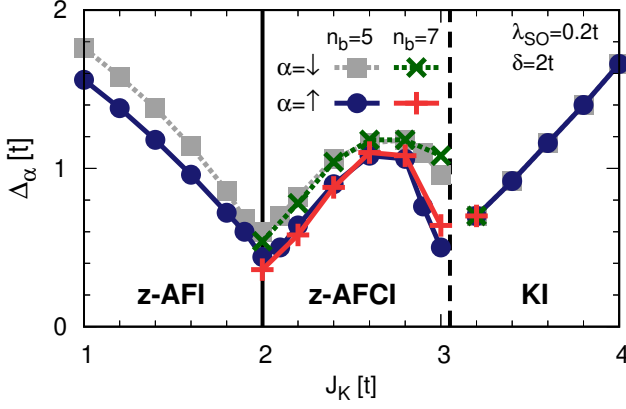 2
1
0
Δα [t]
n_b=5 n_b=7
α=↓
α=↑
λ_SO=0.2t
δ=2t
z-AFI z-AFCI KI
1 2 3 4
J_K [t]